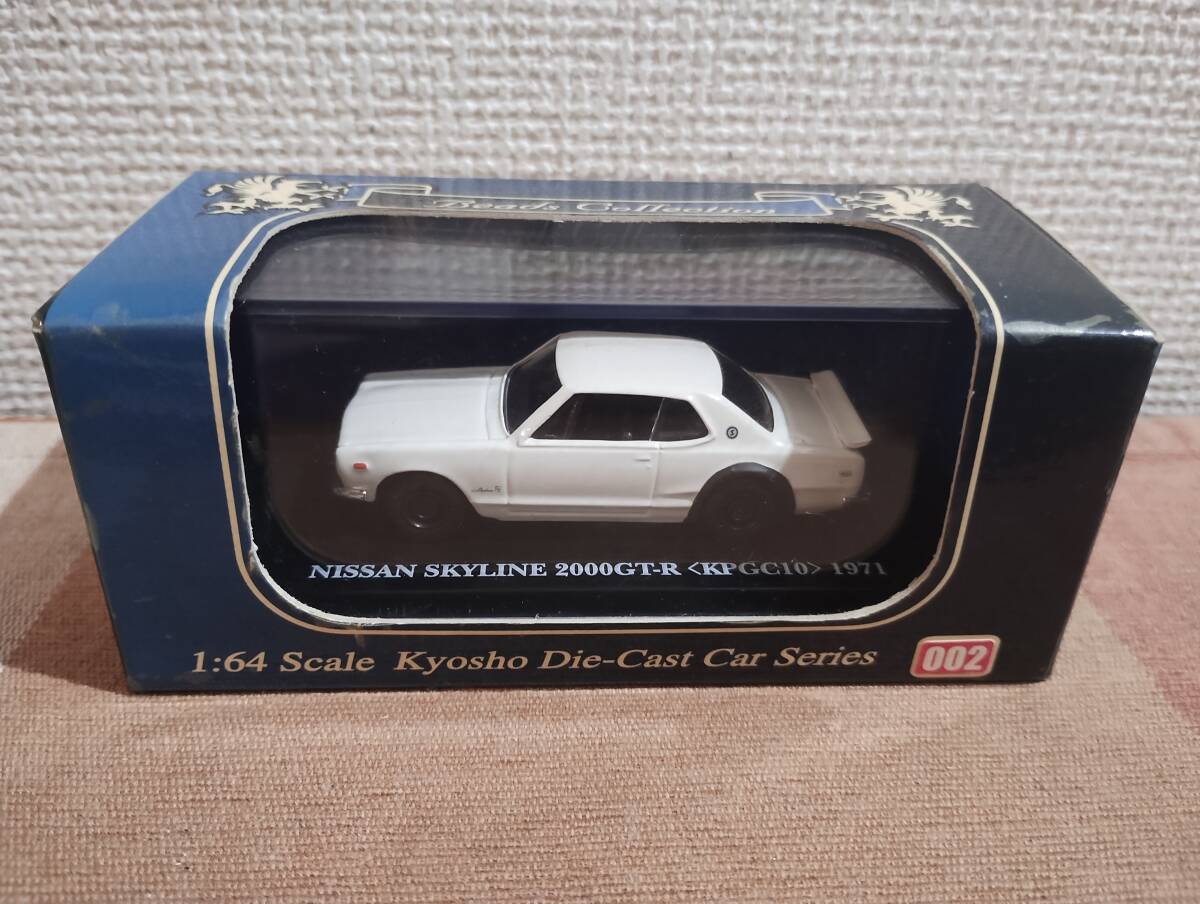 Beads Collection
NISSAN SKYLINE 2000GT-R <KPGC10> 1971
1:64 Scale Kyosho Die-Cast Car Series
002